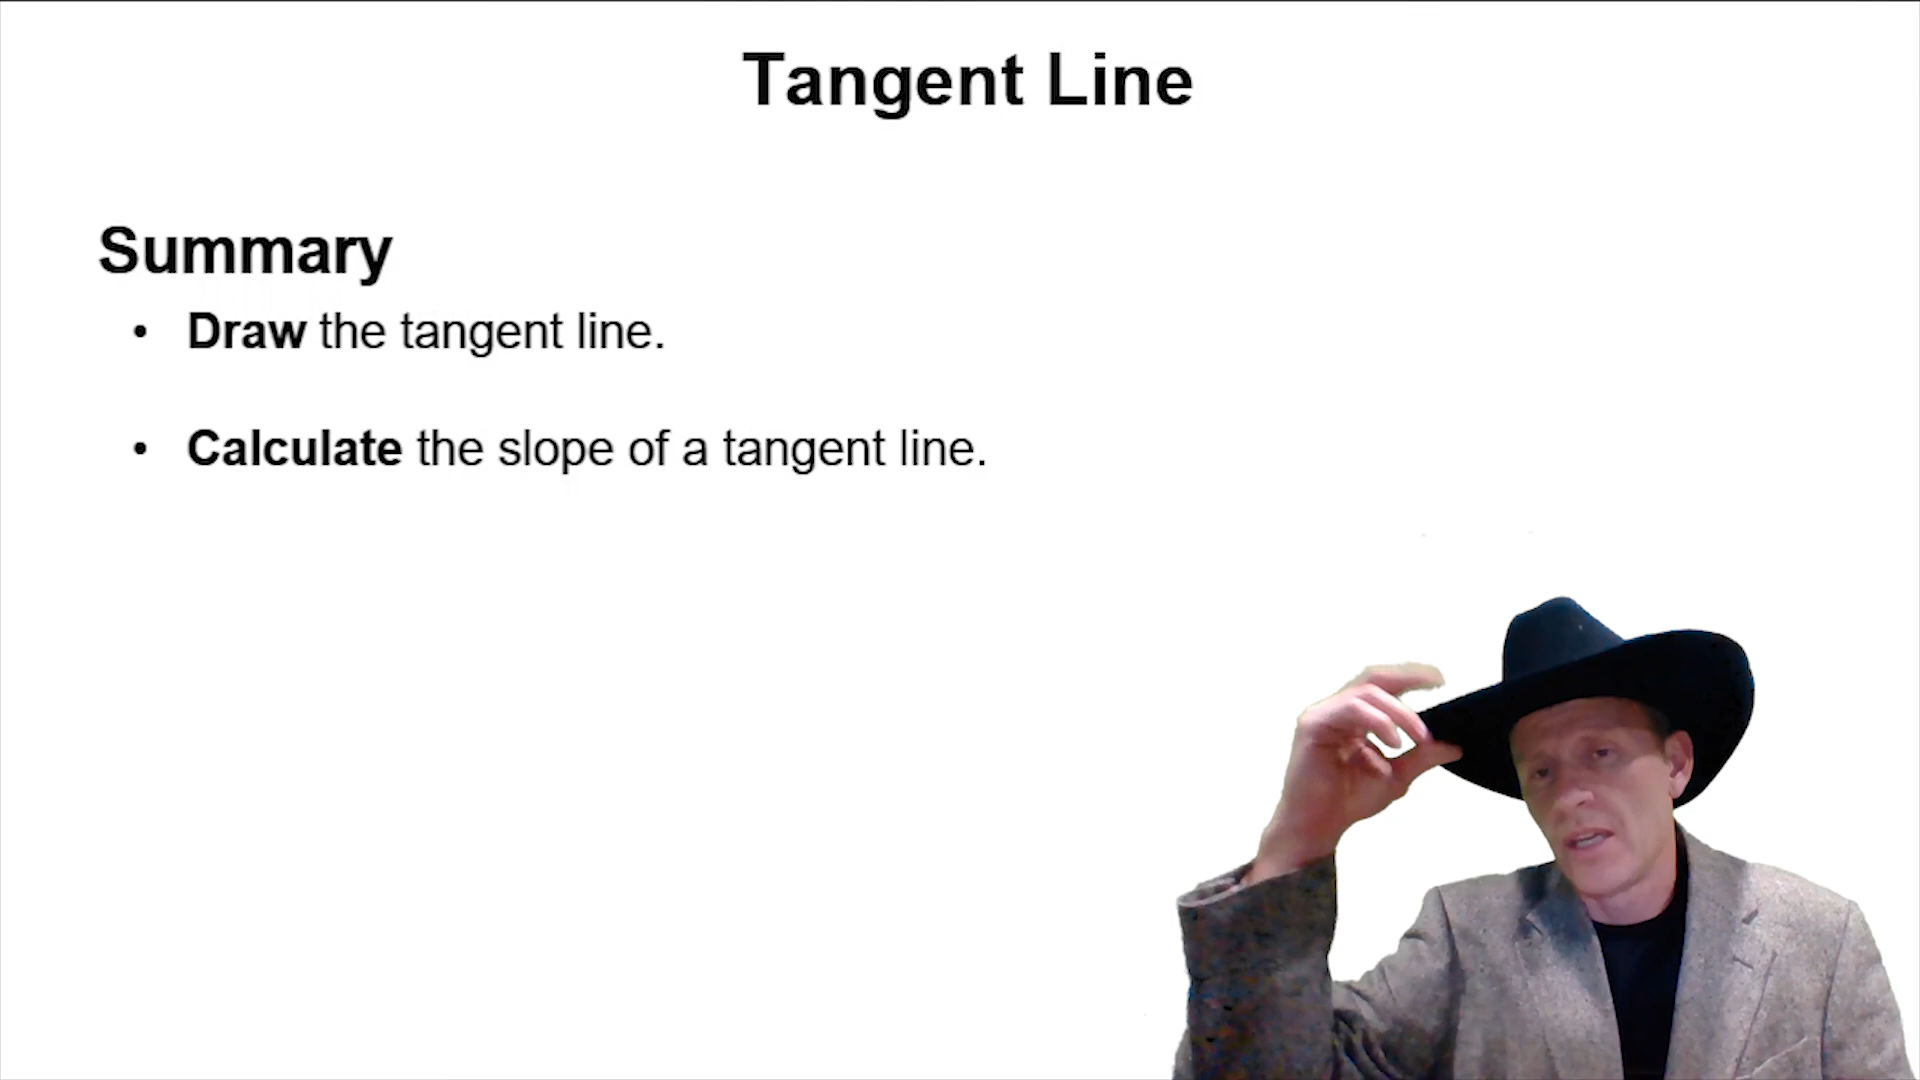 Tangent Line
Summary
• Draw the tangent line.
• Calculate the slope of a tangent line.